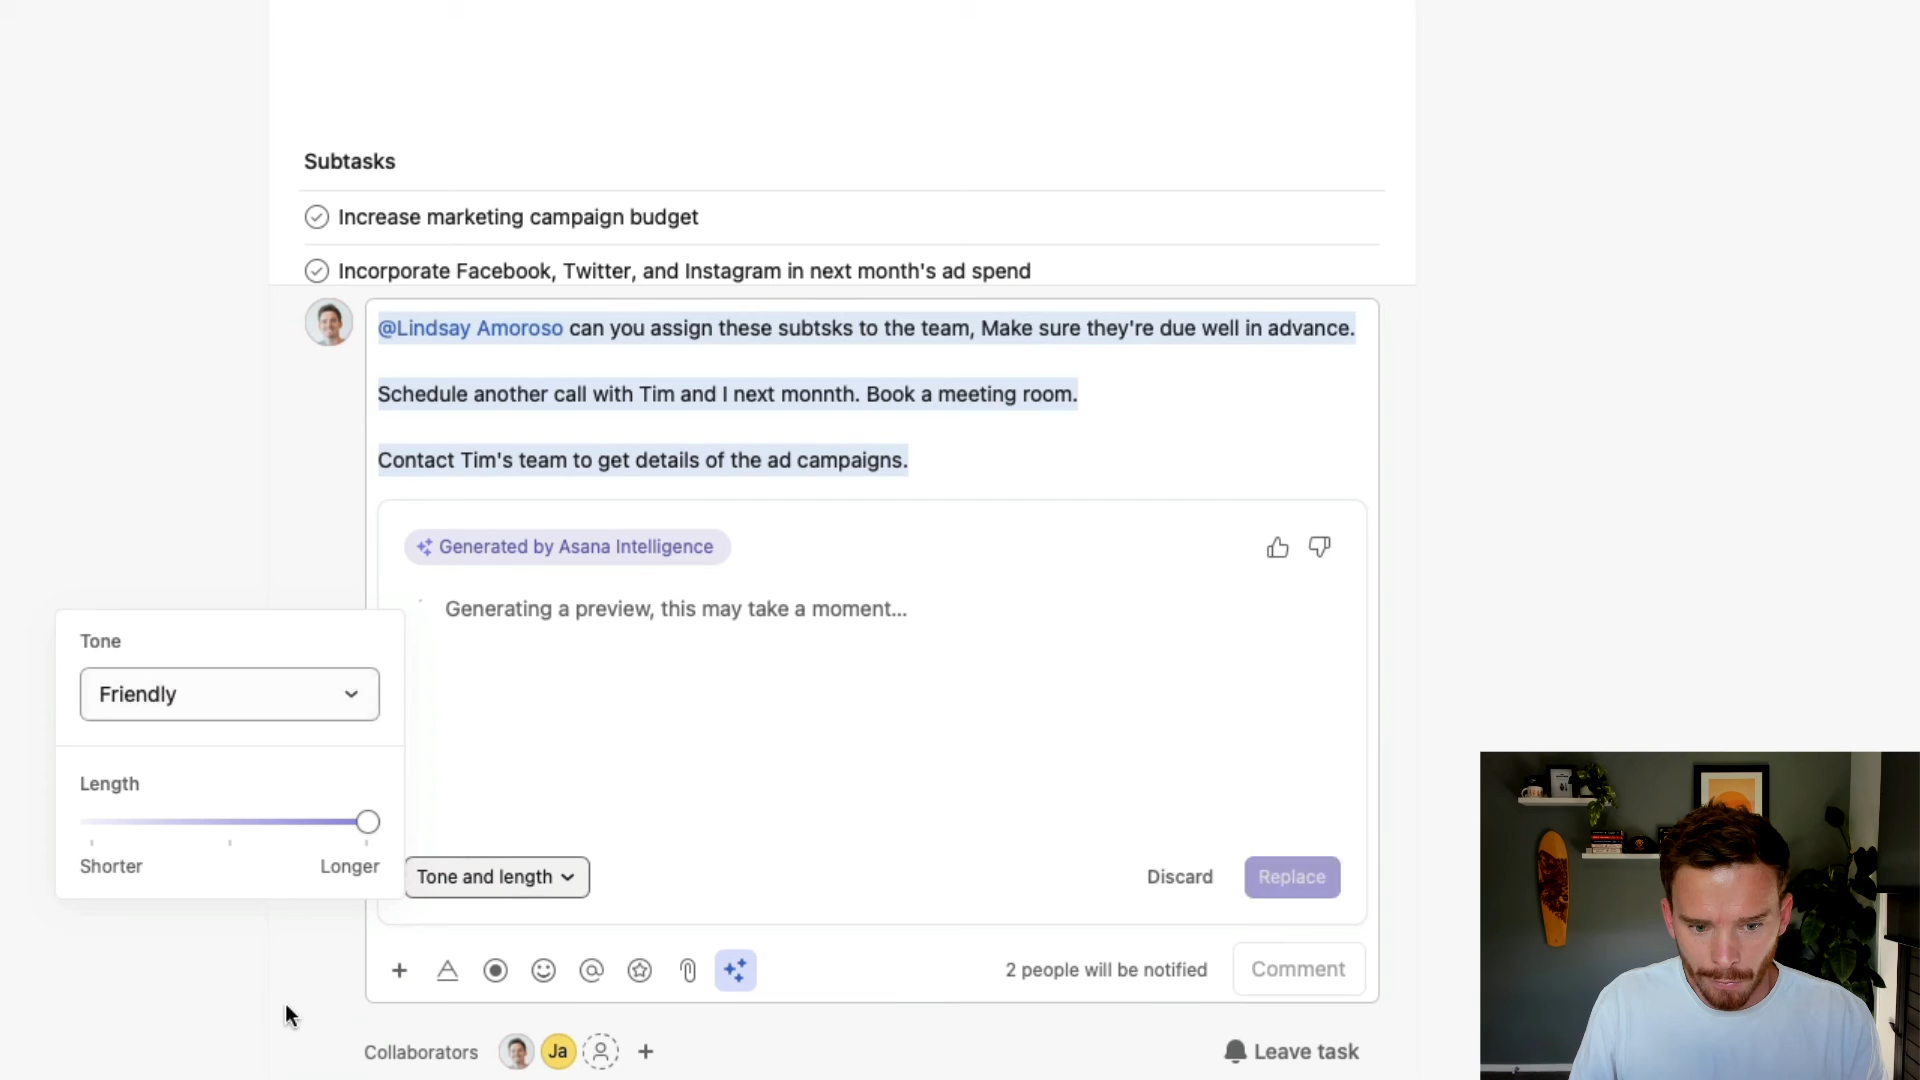 Subtasks
Increase marketing campaign budget
Incorporate Facebook, Twitter, and Instagram in next month's ad spend
@Lindsay Amoroso can you assign these subtsks to the team, Make sure they're due well in advance.
Schedule another call with Tim and I next monnth. Book a meeting room.
Contact Tim's team to get details of the ad campaigns.
Generated by Asana Intelligence
Generating a preview, this may take a moment...
Tone
Friendly
Length
Shorter
Longer
Tone and length
Discard
Replace
2 people will be notified
Comment
Collaborators
Ja
Leave task